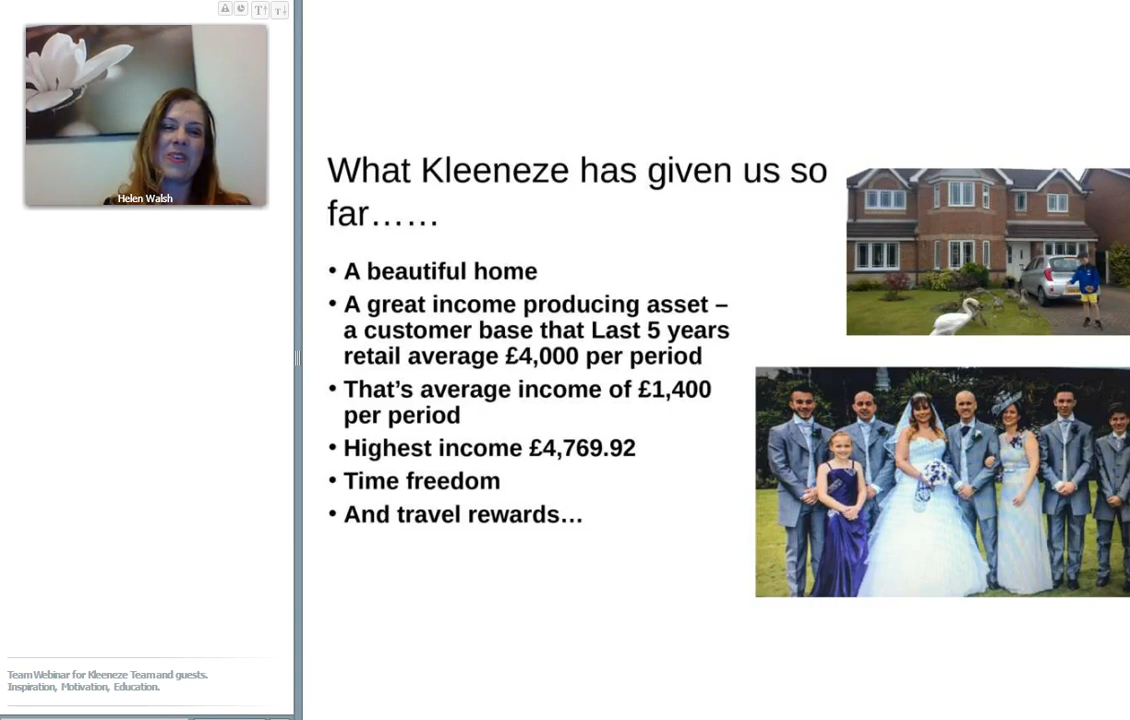 Helen Walsh
What Kleeneze has given us so
far……
• A beautiful home
• A great income producing asset –
a customer base that Last 5 years
retail average £4,000 per period
• That’s average income of £1,400
per period
• Highest income £4,769.92
• Time freedom
• And travel rewards…
Team Webinar for Kleeneze Team and guests.
Inspiration, Motivation, Education.